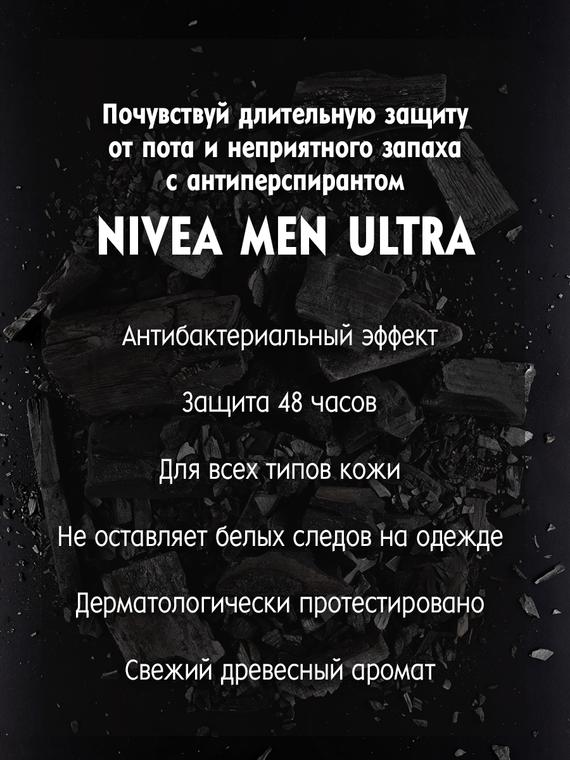 Почувствуй длительную защиту
от пота и неприятного запаха
с антиперспирантом
NIVEA MEN ULTRA
Антибактериальный эффект
Защита 48 часов
Для всех типов кожи
Не оставляет белых следов на одежде
Дерматологически протестировано
Свежий древесный аромат